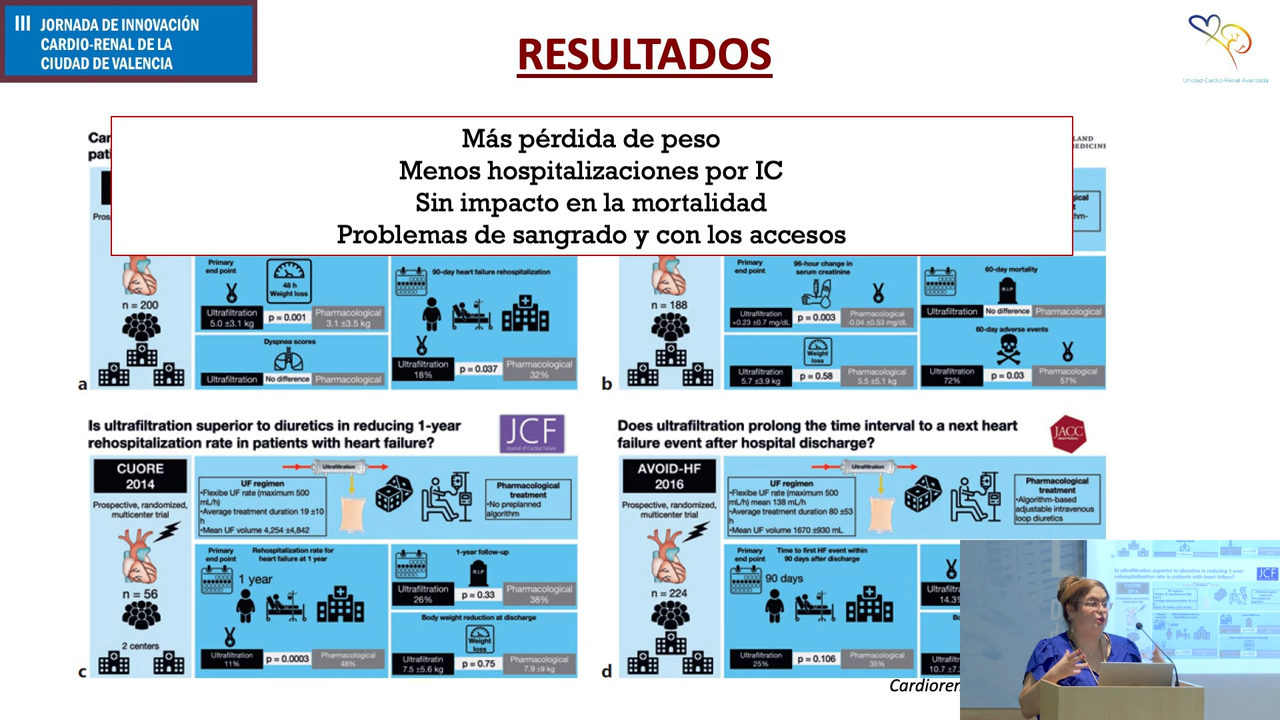 III JORNADA DE INNOVACIÓN
CARDIO-RENAL DE LA
CIUDAD DE VALENCIA
RESULTADOS
Unidad Cardio-Renal Avanzada
Más pérdida de peso
Menos hospitalizaciones por IC
Sin impacto en la mortalidad
Problemas de sangrado y con los accesos
n = 200
Primary
end point
48 h
Weight loss
Ultrafiltration
5.0 ±3.1 kg
p = 0.001
Pharmacological
3.1 ±3.5 kg
Dyspnea scores
Ultrafiltration
No difference
Pharmacological
90-day heart failure rehospitalization
Ultrafiltration
18%
p = 0.037
Pharmacological
32%
a
n = 188
Primary
end point
96-hour change in
serum creatinine
Ultrafiltration
+0.23 ±0.7 mg/dL
p = 0.003
Pharmacological
-0.04 ±0.53 mg/dL
Weight
loss
Ultrafiltration
5.7 ±3.9 kg
p = 0.58
Pharmacological
5.5 ±5.1 kg
60-day mortality
R.I.P
Ultrafiltration
No difference
Pharmacological
60-day adverse events
Ultrafiltration
72%
p = 0.03
Pharmacological
57%
b
Is ultrafiltration superior to diuretics in reducing 1-year
rehospitalization rate in patients with heart failure?
JCF
Journal of Cardiac Failure
CUORE
2014
Prospective, randomized,
multicenter trial
n = 56
2 centers
Ultrafiltration
UF regimen
•Flexibe UF rate (maximum 500
mL/h)
•Average treatment duration 19 ±10
h
•Mean UF volume 4,254 ±4,842
Pharmacological
treatment
•No preplanned
algorithm
Primary
end point
Rehospitalization rate for
heart failure at 1 year
1 year
Ultrafiltration
11%
p = 0.0003
Pharmacological
48%
1-year follow-up
Ultrafiltration
26%
p = 0.33
Pharmacological
38%
Body weight reduction at discharge
Weight
loss
Ultrafiltratin
7.5 ±5.6 kg
p = 0.75
Pharmacological
7.9 ±9 kg
c
Does ultrafiltration prolong the time interval to a next heart
failure event after hospital discharge?
JACC
AVOID-HF
2016
Prospective, randomized,
multicenter trial
n = 224
Ultrafiltration
UF regimen
•Flexibe UF rate (maximum 500
mL/h) mean 138 mL/h
•Average treatment duration 80 ±53
h
•Mean UF volume 1670 ±930 mL
Pharmacological
treatment
•Algorithm-based
adjustable intravenous
loop diuretics
Primary
end point
Time to first HF event within
90 days after discharge
90 days
Ultrafiltration
25%
p = 0.106
Pharmacological
35%
d